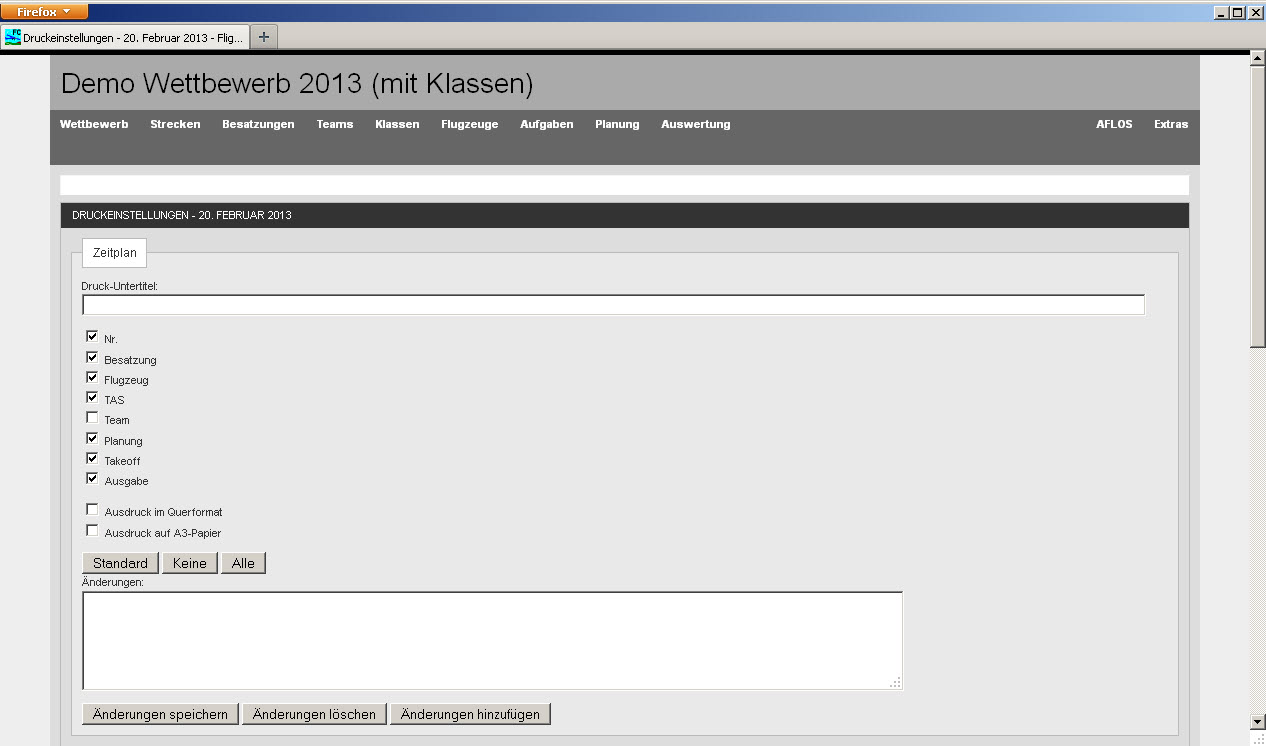 Firefox
Druckeinstellungen - 20. Februar 2013 - Flig...
Demo Wettbewerb 2013 (mit Klassen)
Wettbewerb Strecken Besatzungen Teams Klassen Flugzeuge Aufgaben Planung Auswertung AFLOS Extras
DRUCKEINSTELLUNGEN - 20. FEBRUAR 2013
Zeitplan
Druck-Untertitel:
Nr.
Besatzung
Flugzeug
TAS
Team
Planung
Takeoff
Ausgabe
Ausdruck im Querformat
Ausdruck auf A3-Papier
Standard Keine Alle
Änderungen:
Änderungen speichern Änderungen löschen Änderungen hinzufügen